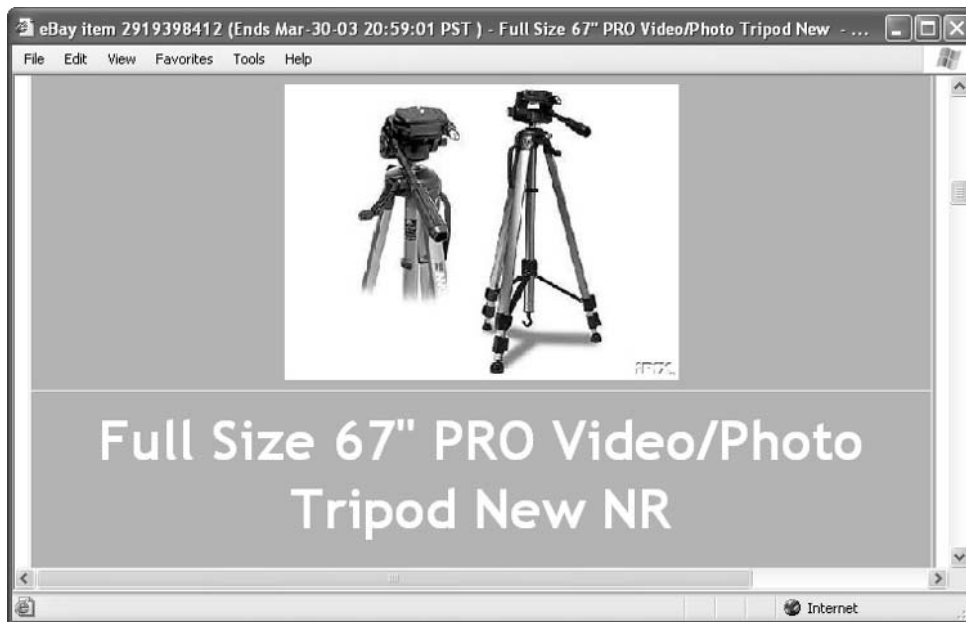 eBay item 2919398412 (Ends Mar-30-03 20:59:01 PST ) - Full Size 67" PRO Video/Photo Tripod New - ...
File Edit View Favorites Tools Help
iPIX
Full Size 67" PRO Video/Photo
Tripod New NR
Internet